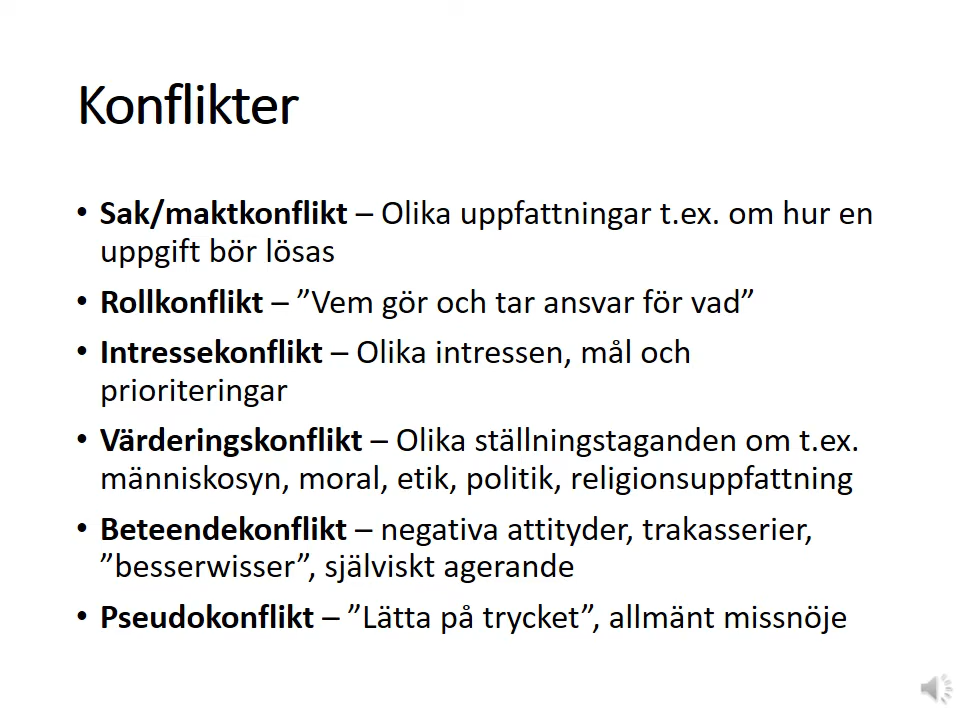 Konflikter
• Sak/maktkonflikt – Olika uppfattningar t.ex. om hur en
uppgift bör lösas
• Rollkonflikt – ”Vem gör och tar ansvar för vad”
• Intressekonflikt – Olika intressen, mål och
prioriteringar
• Värderingskonflikt – Olika ställningstaganden om t.ex.
människosyn, moral, etik, politik, religionsuppfattning
• Beteendekonflikt – negativa attityder, trakasserier,
”besserwisser”, själviskt agerande
• Pseudokonflikt – ”Lätta på trycket”, allmänt missnöje